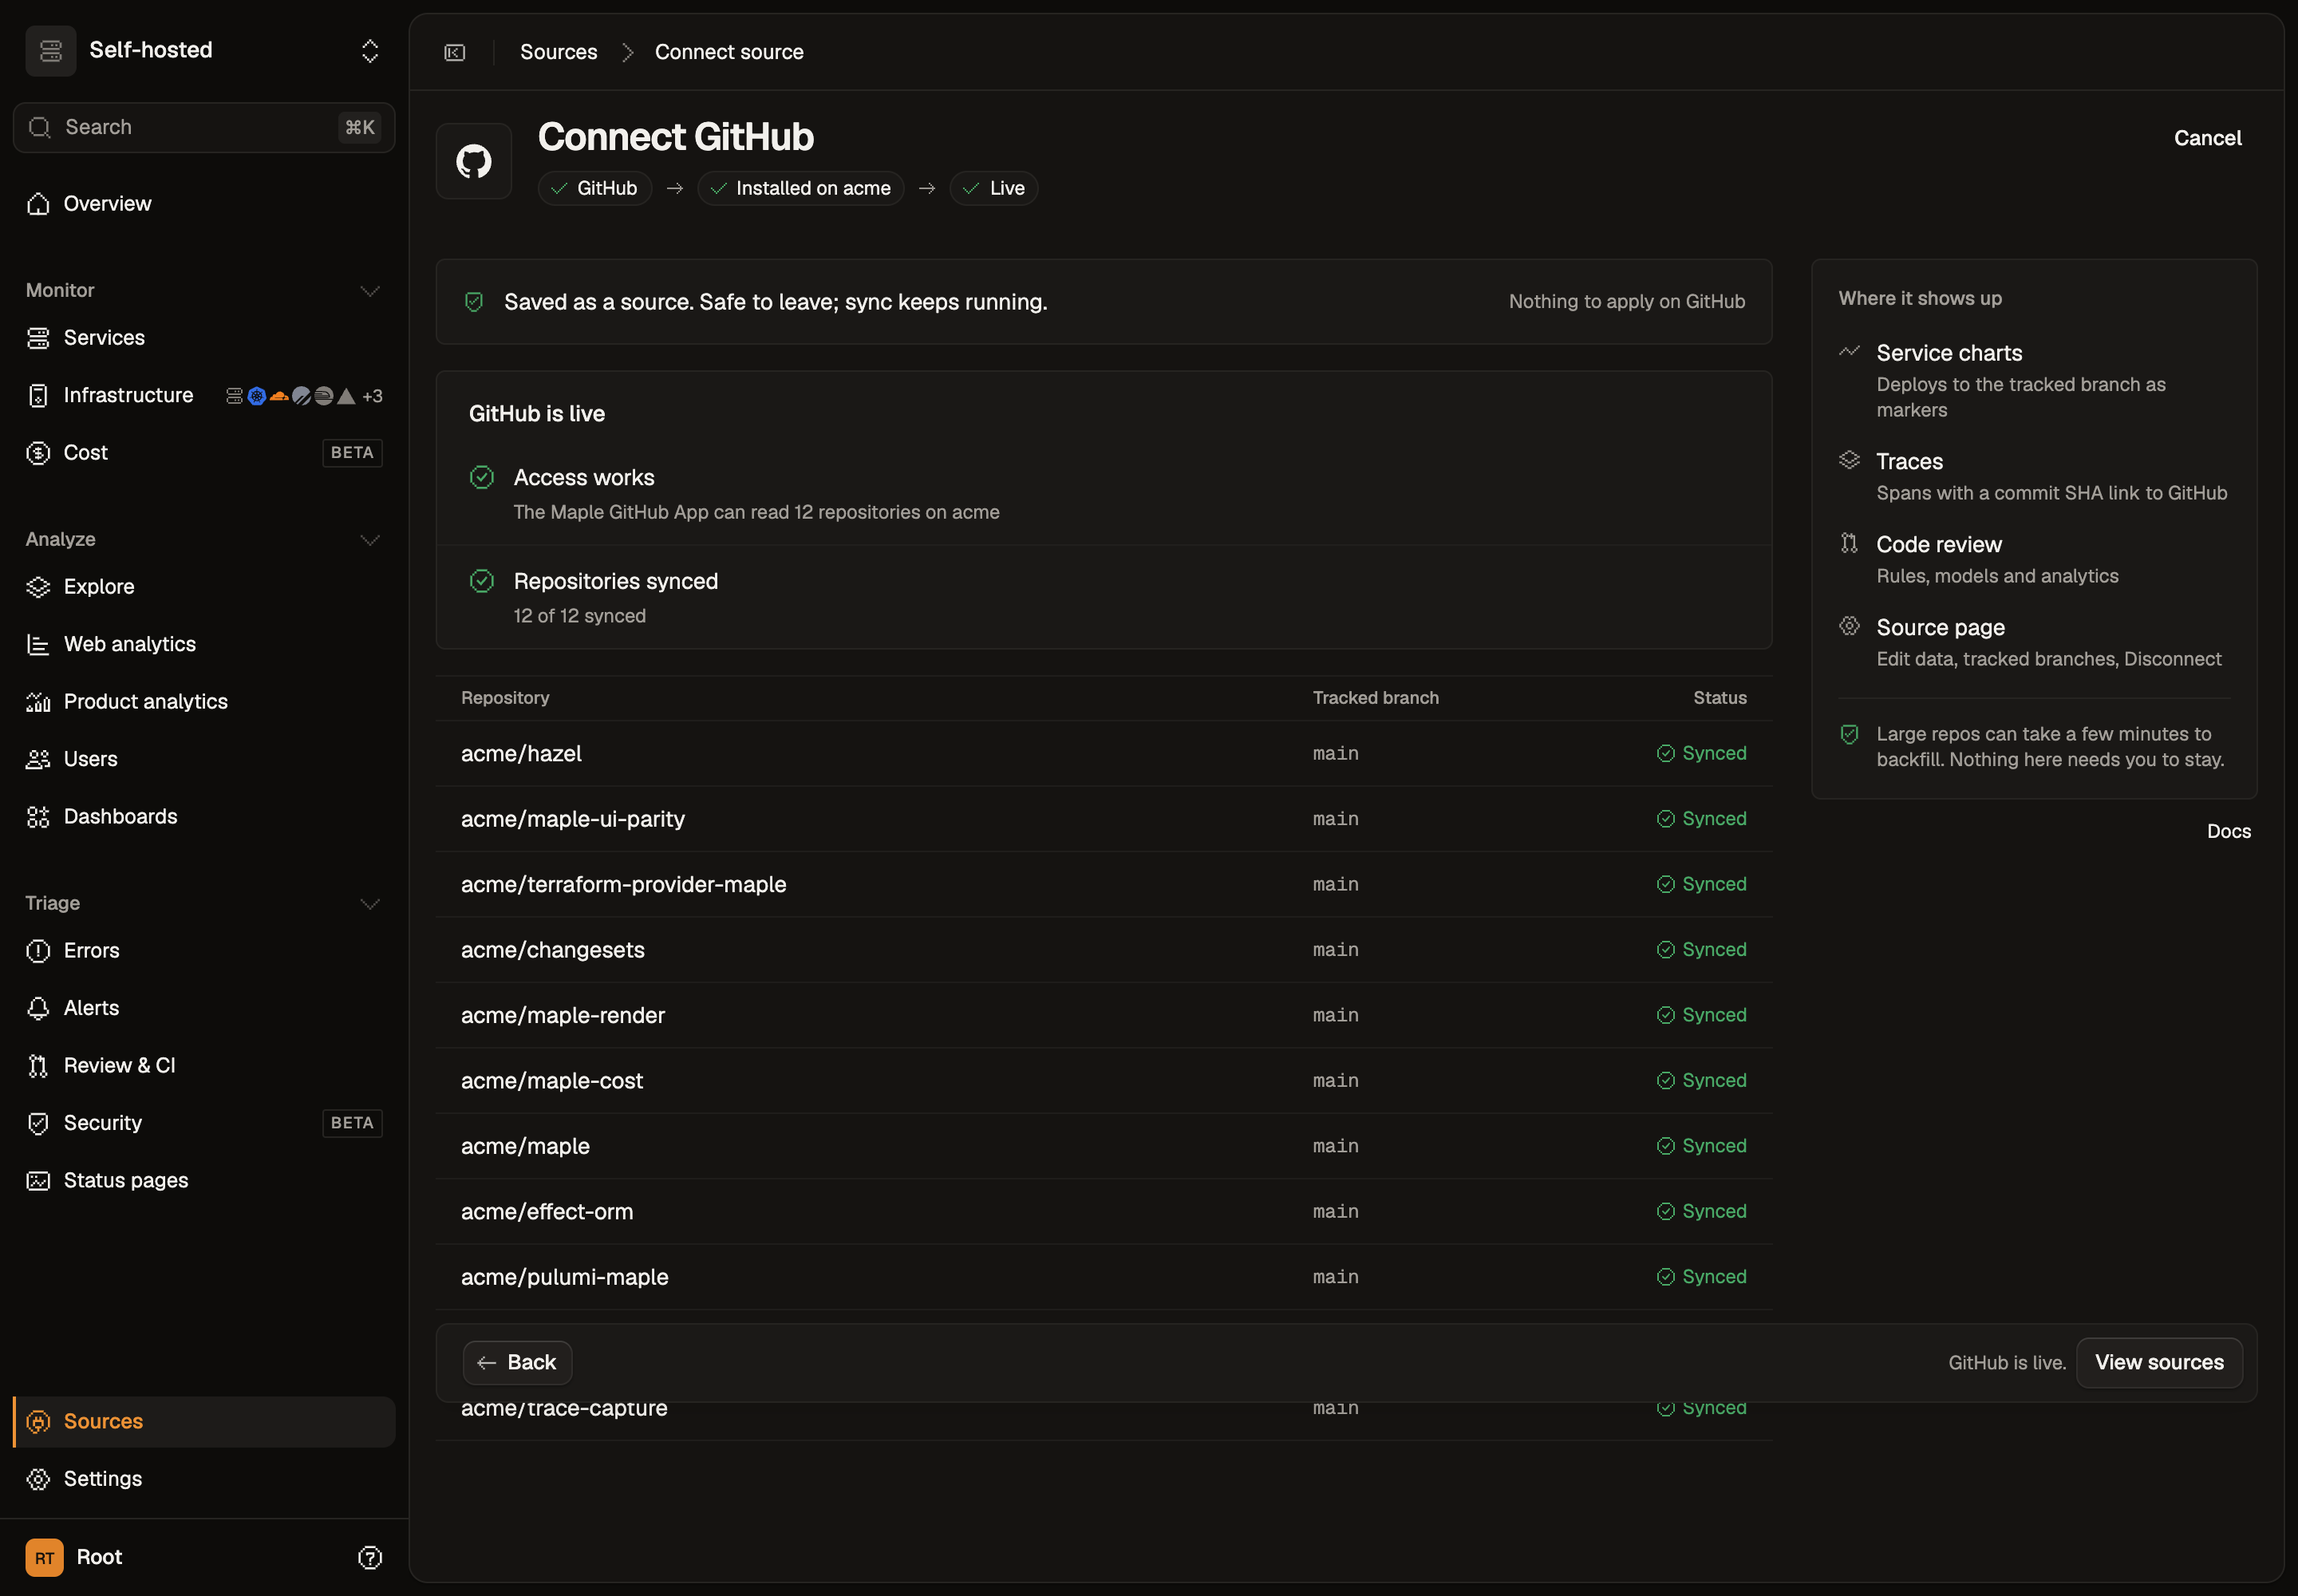 Self-hosted
Search ⌘K
Overview
Monitor
Services
Infrastructure +3
Cost BETA
Analyze
Explore
Web analytics
Product analytics
Users
Dashboards
Triage
Errors
Alerts
Review & CI
Security BETA
Status pages
Sources
Settings
RT Root
Sources Connect source
Connect GitHub
Cancel
GitHub → Installed on acme → Live
Saved as a source. Safe to leave; sync keeps running.
Nothing to apply on GitHub
GitHub is live
Access works
The Maple GitHub App can read 12 repositories on acme
Repositories synced
12 of 12 synced
Repository Tracked branch Status
acme/hazel main Synced
acme/maple-ui-parity main Synced
acme/terraform-provider-maple main Synced
acme/changesets main Synced
acme/maple-render main Synced
acme/maple-cost main Synced
acme/maple main Synced
acme/effect-orm main Synced
acme/pulumi-maple main Synced
← Back
GitHub is live. View sources
acme/trace-capture main Synced
Where it shows up
Service charts
Deploys to the tracked branch as
markers
Traces
Spans with a commit SHA link to GitHub
Code review
Rules, models and analytics
Source page
Edit data, tracked branches, Disconnect
Large repos can take a few minutes to
backfill. Nothing here needs you to stay.
Docs